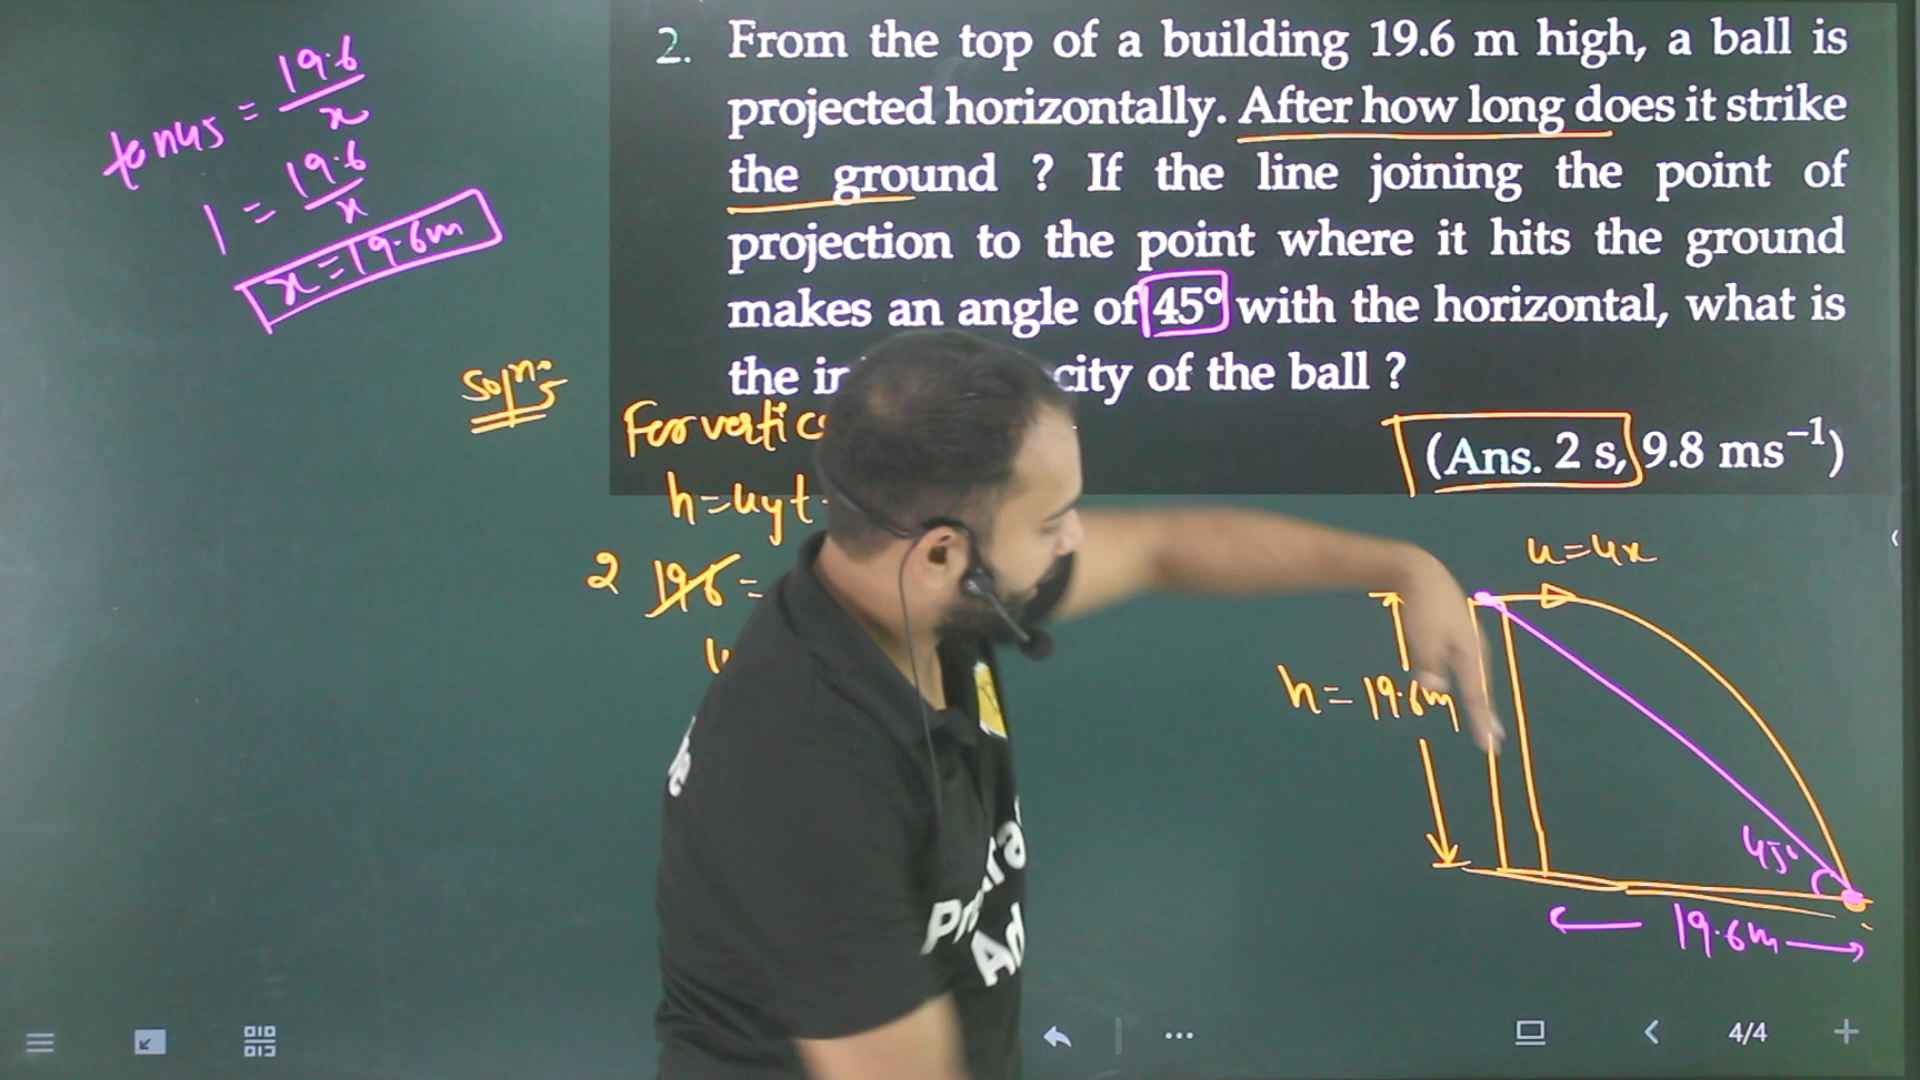 2. From the top of a building 19.6 m high, a ball is
projected horizontally. After how long does it strike
the ground ? If the line joining the point of
projection to the point where it hits the ground
makes an angle of 45° with the horizontal, what is
the of the ball ?
(Ans. 2 s, 9.8 ms⁻¹)
tan45 = 19.6/x
1 = 19.6/x
x = 19.6m
Soln:
For
h = uyt
2 19.6 =
u = ux
h = 19.6m
45°
19.6m
4/4